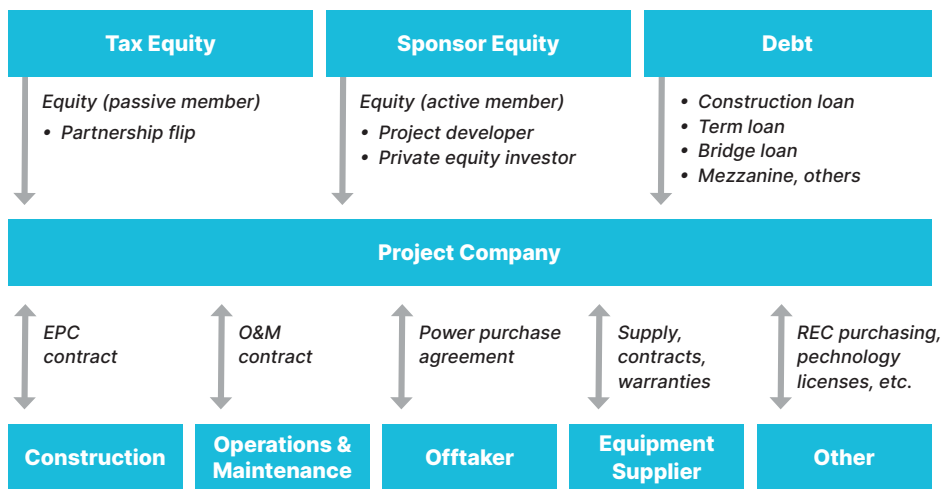 Tax Equity
Sponsor Equity
Debt
Equity (passive member)
• Partnership flip
Equity (active member)
• Project developer
• Private equity investor
• Construction loan
• Term loan
• Bridge loan
• Mezzanine, others
Project Company
EPC
contract
O&M
contract
Power purchase
agreement
Supply,
contracts,
warranties
REC purchasing,
pechnology
licenses, etc.
Construction
Operations &
Maintenance
Offtaker
Equipment
Supplier
Other